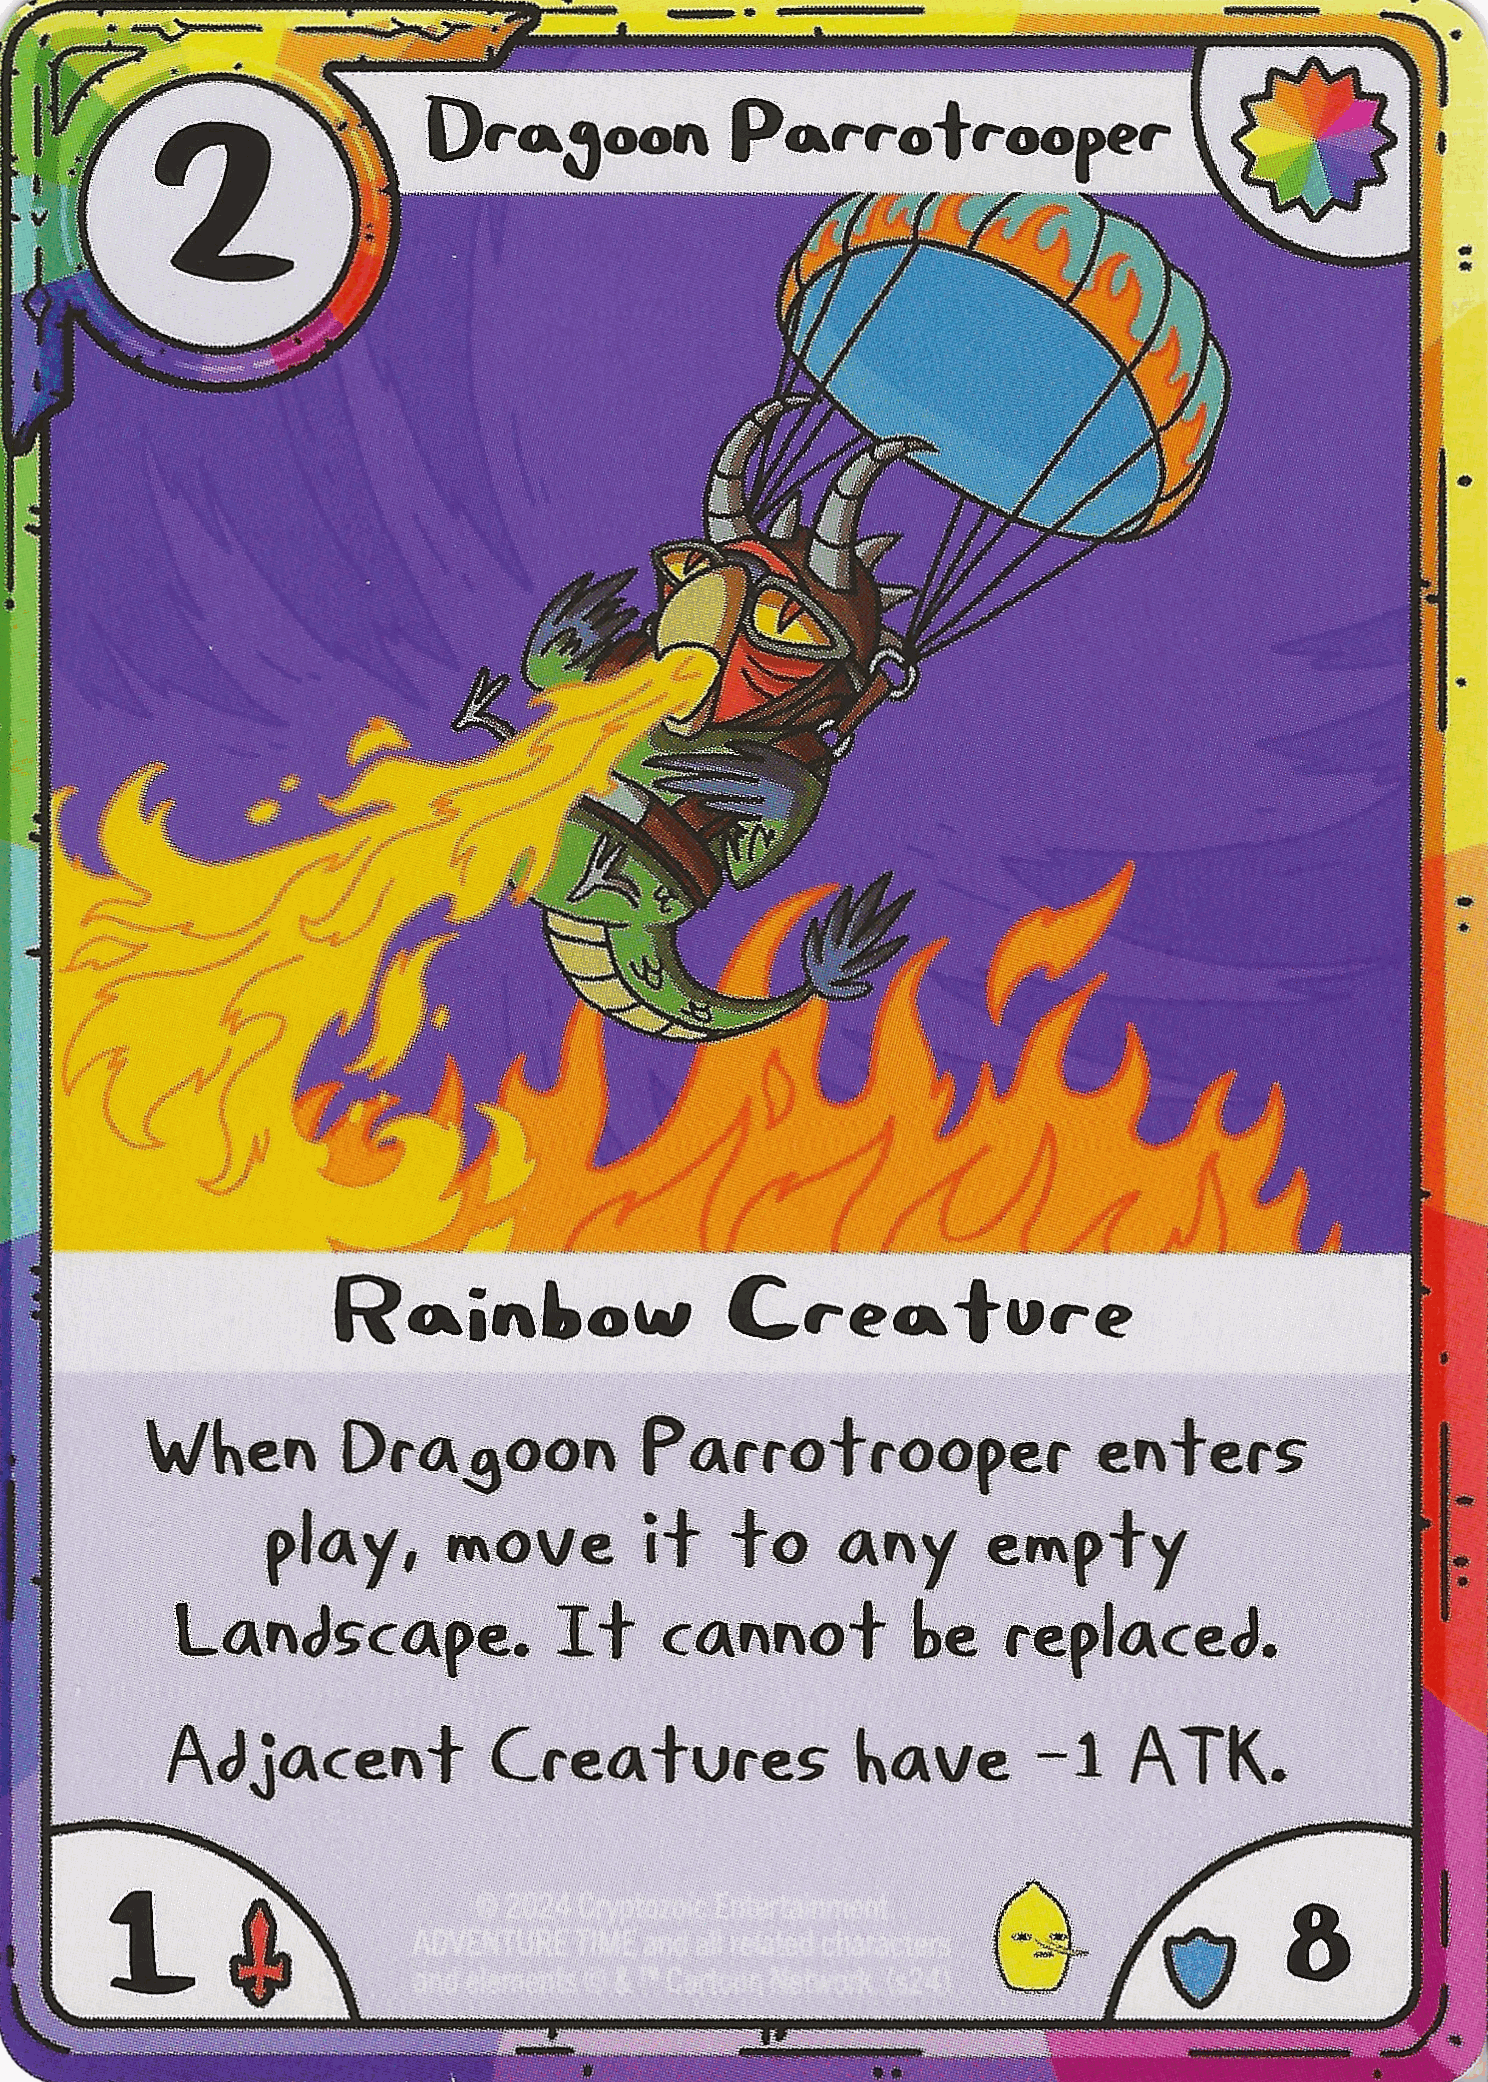 2
Dragoon Parrotrooper
Rainbow Creature
When Dragoon Parrotrooper enters
play, move it to any empty
Landscape. It cannot be replaced.
Adjacent Creatures have -1 ATK.
1
8
© 2024 Cryptozoic Entertainment
ADVENTURE TIME and all related characters
and elements © & ™ Cartoon Network. (s24)